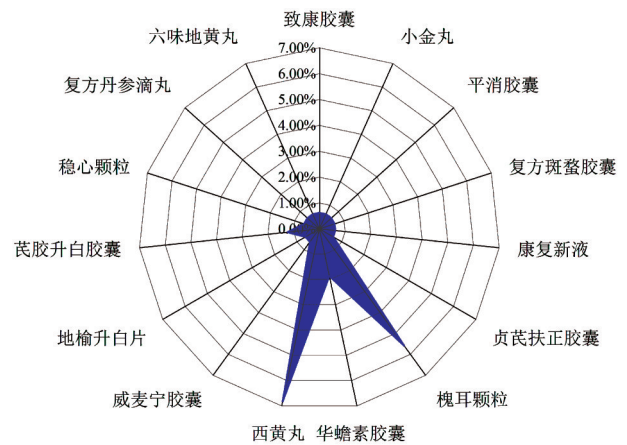 致康胶囊
六味地黄丸
小金丸
7.00%
6.00%
复方丹参滴丸
平消胶囊
5.00%
4.00%
3.00%
稳心颗粒
复方斑蝥胶囊
2.00%
1.00%
0.00%
芪胶升白胶囊
康复新液
地榆升白片
贞芪扶正胶囊
威麦宁胶囊
槐耳颗粒
西黄丸
华蟾素胶囊